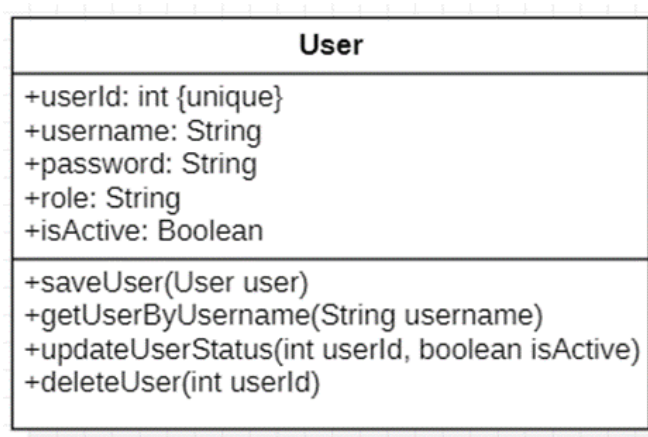 User
+userId: int {unique}
+username: String
+password: String
+role: String
+isActive: Boolean
+saveUser(User user)
+getUserByUsername(String username)
+updateUserStatus(int userId, boolean isActive)
+deleteUser(int userId)